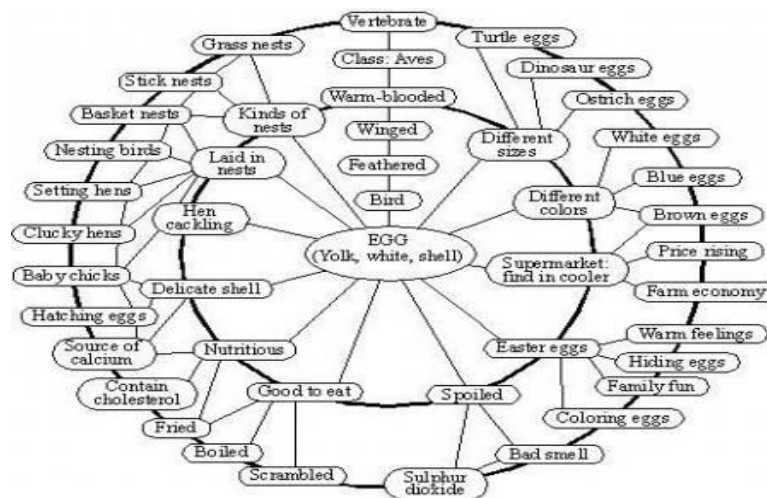 Vertebrate
Grass nests
Turtle eggs
Class: Aves
Dinosaur eggs
Stick nests
Warm-blooded
Ostrich eggs
Basket nests
Kinds of
nests
Winged
Different
sizes
White eggs
Nesting birds
Laid in
nests
Feathered
Blue eggs
Setting hens
Bird
Different
colors
Hen
cackling
Brown eggs
Clucky hens
EGG
(Yolk, white, shell)
Supermarket:
find in cooler
Price rising
Baby chicks
Delicate shell
Farm economy
Hatching eggs
Source of
calcium
Nutritious
Easter eggs
Warm feelings
Hiding eggs
Contain
cholesterol
Good to eat
Spoiled
Family fun
Fried
Coloring eggs
Boiled
Bad smell
Scrambled
Sulphur
dioxide